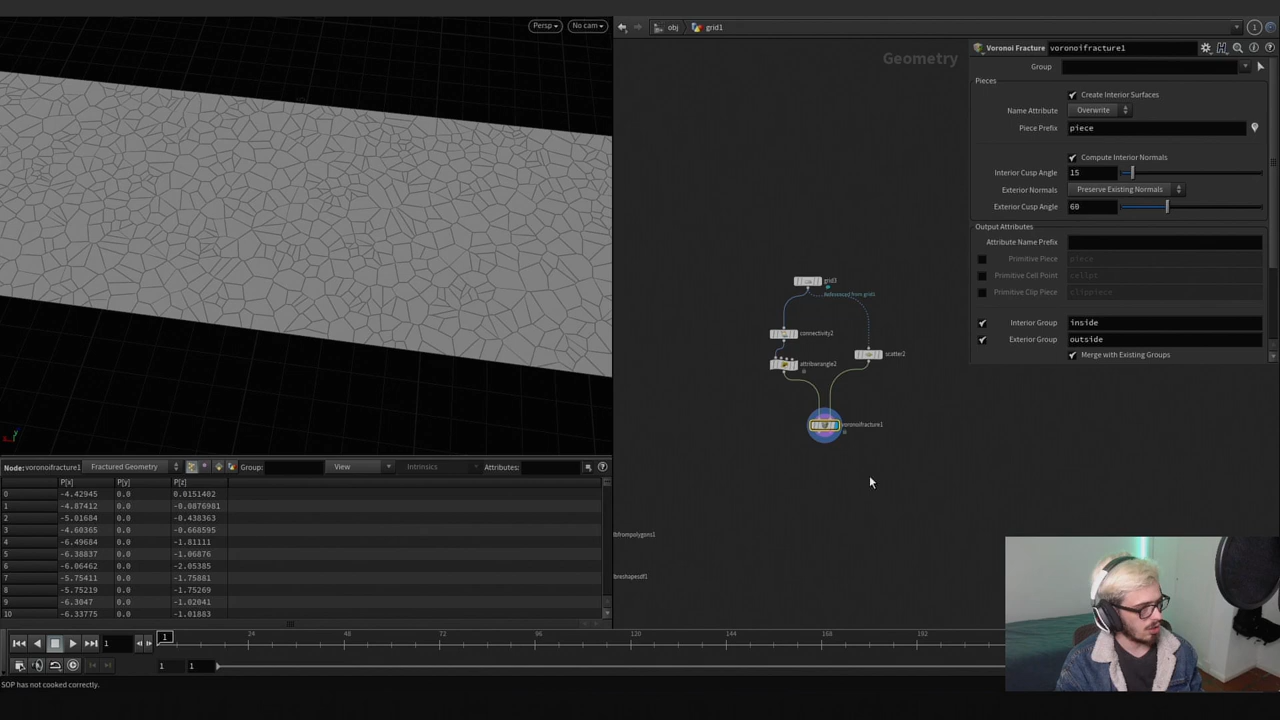 Persp
No cam
obj
grid1
1
Geometry
Voronoi Fracture
voronoifracture1
Group
Pieces
Create Interior Surfaces
Name Attribute
Overwrite
Piece Prefix
piece
Compute Interior Normals
Interior Cusp Angle
15
Exterior Normals
Preserve Existing Normals
Exterior Cusp Angle
60
Output Attributes
Attribute Name Prefix
Primitive Piece
piece
Primitive Cell Point
cellpt
Primitive Clip Piece
clippiece
Interior Group
inside
Exterior Group
outside
Merge with Existing Groups
grid3
connectivity2
scatter2
attribwrangle2
voronoifracture1
Node: voronoifracture1
Fractured Geometry
Group:
View
Intrinsics
Attributes:
P[x] P[y] P[z]
0 -4.42945 0.0 0.0151402
1 -4.87412 0.0 -0.0876981
2 -5.01684 0.0 -0.438363
3 -4.60365 0.0 -0.668595
4 -6.49684 0.0 -1.81111
5 -6.38837 0.0 -1.06876
6 -6.06462 0.0 -2.05385
7 -5.75411 0.0 -1.75881
8 -5.75219 0.0 -1.75269
9 -6.3047 0.0 -1.02041
10 -6.33775 0.0 -1.01883
1
1
24
48
72
96
120
144
168
192
1
1
SOP has not cooked correctly.